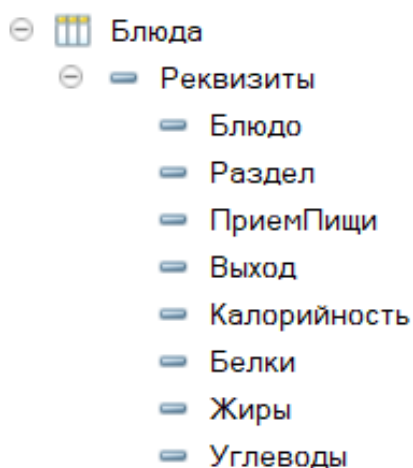 Блюда
Реквизиты
Блюдо
Раздел
ПриемПищи
Выход
Калорийность
Белки
Жиры
Углеводы